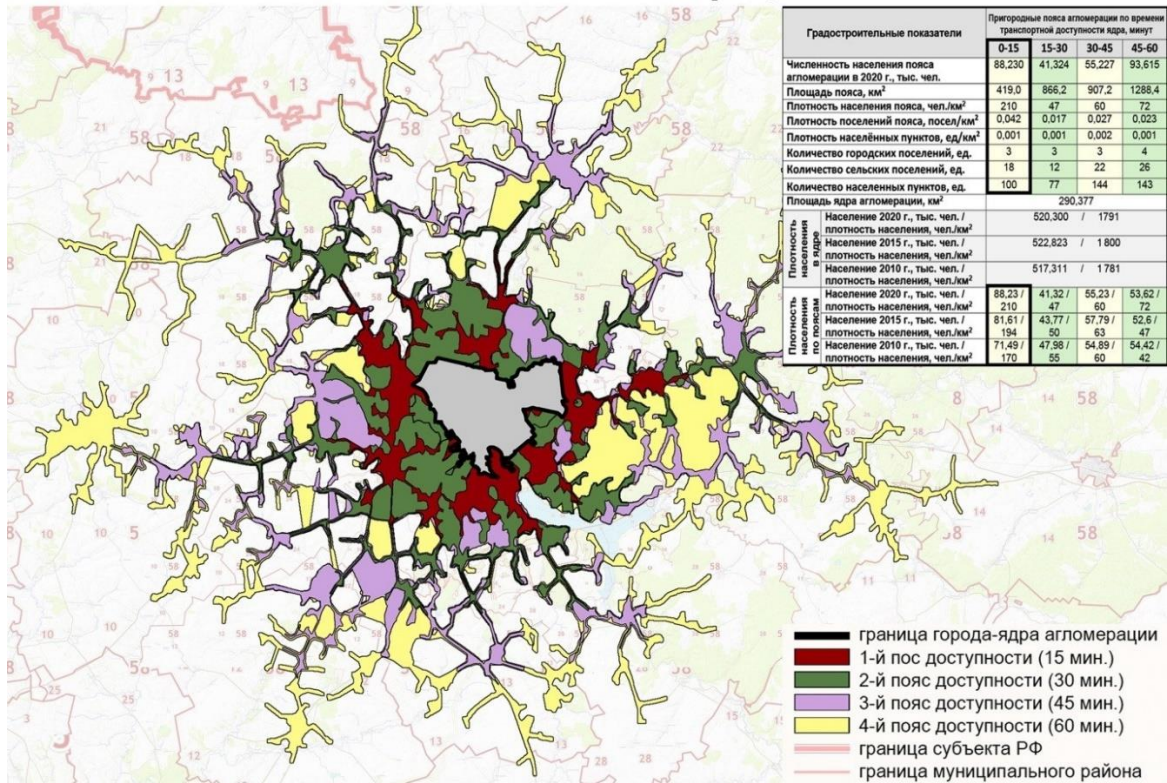 Градостроительные показатели
Пригородные пояса агломерации по времени
транспортной доступности ядра, минут
0-15 15-30 30-45 45-60
Численность населения пояса
агломерации в 2020 г., тыс. чел.
88,230 41,324 55,227 93,615
Площадь пояса, км² 419,0 866,2 907,2 1288,4
Плотность населения пояса, чел./км² 210 47 60 72
Плотность поселений пояса, посел/км² 0,042 0,017 0,027 0,023
Плотность населённых пунктов, ед/км² 0,001 0,001 0,002 0,001
Количество городских поселений, ед. 3 3 3 4
Количество сельских поселений, ед. 18 12 22 26
Количество населенных пунктов, ед. 100 77 144 143
Площадь ядра агломерации, км² 290,377
Плотность
населения
в ядре
Население 2020 г., тыс. чел. /
плотность населения, чел./км²
520,300 / 1791
Население 2015 г., тыс. чел. /
плотность населения, чел./км²
522,823 / 1 800
Население 2010 г., тыс. чел. /
плотность населения, чел./км²
517,311 / 1 781
Плотность
населения
по поясам
Население 2020 г., тыс. чел. /
плотность населения, чел./км²
88,23 / 41,32 / 55,23 / 53,62 /
210 47 60 72
Население 2015 г., тыс. чел. /
плотность населения, чел./км²
81,61 / 43,77 / 57,79 / 52,6 /
194 50 63 47
Население 2010 г., тыс. чел. /
плотность населения, чел./км²
71,49 / 47,98 / 54,89 / 54,42 /
170 55 60 42
граница города-ядра агломерации
1-й пос доступности (15 мин.)
2-й пояс доступности (30 мин.)
3-й пояс доступности (45 мин.)
4-й пояс доступности (60 мин.)
граница субъекта РФ
граница муниципального района